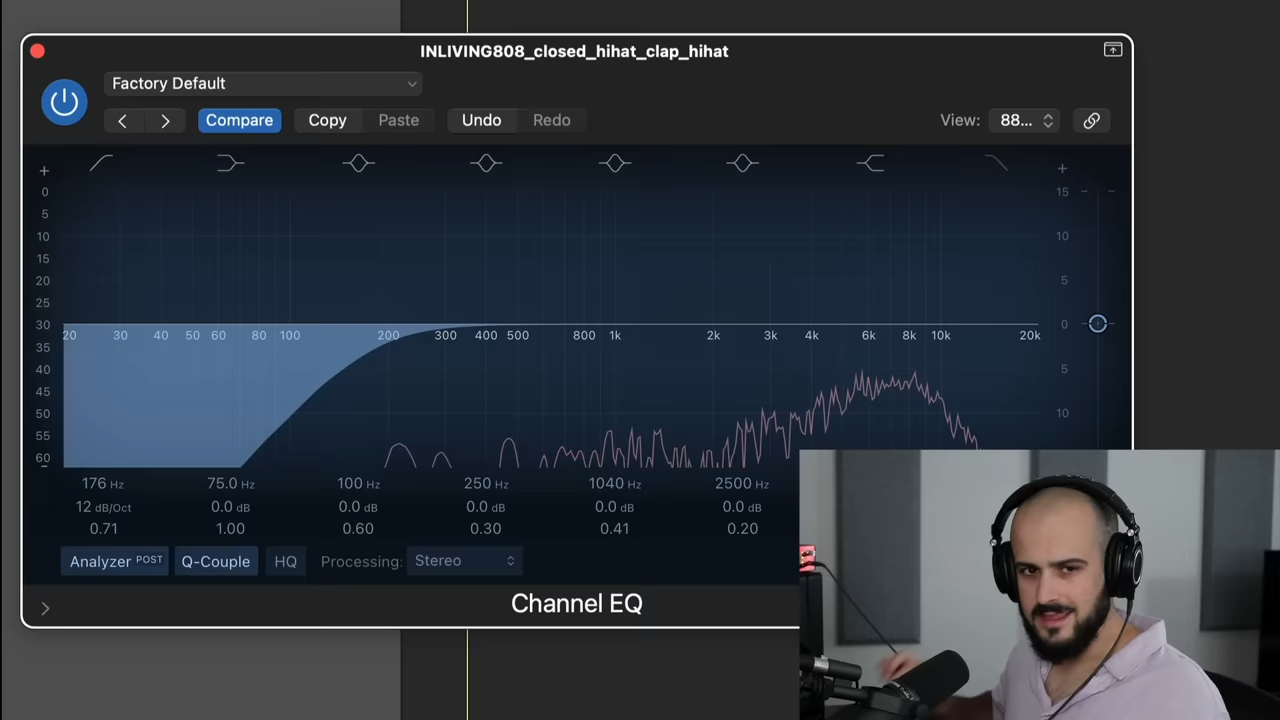 INLIVING808_closed_hihat_clap_hihat
Factory Default
Compare Copy Paste Undo Redo View: 88...
+ +
0 15
5
10 10
15
20 5
25
30 0
20 30 40 50 60 80 100 200 300 400 500 800 1k 2k 3k 4k 6k 8k 10k 20k
35
40 5
45
50 10
55
60
-
176 Hz 75.0 Hz 100 Hz 250 Hz 1040 Hz 2500 Hz
12 dB/Oct 0.0 dB 0.0 dB 0.0 dB 0.0 dB 0.0 dB
0.71 1.00 0.60 0.30 0.41 0.20
Analyzer POST Q-Couple HQ Processing: Stereo
Channel EQ